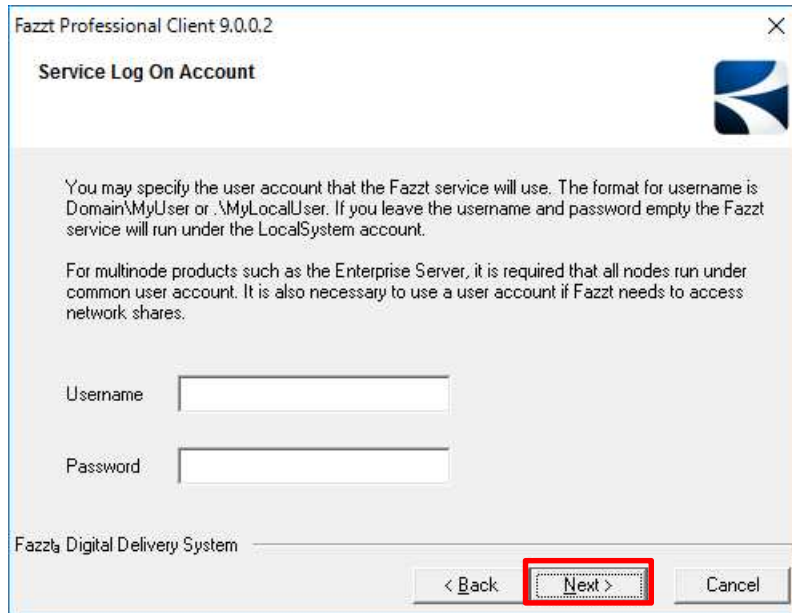 Fazzt Professional Client 9.0.0.2
Service Log On Account
You may specify the user account that the Fazzt service will use. The format for username is
Domain\MyUser or .\MyLocalUser. If you leave the username and password empty the Fazzt
service will run under the LocalSystem account.
For multinode products such as the Enterprise Server, it is required that all nodes run under
common user account. It is also necessary to use a user account if Fazzt needs to access
network shares.
Username
Password
Fazzt Digital Delivery System
< Back Next > Cancel